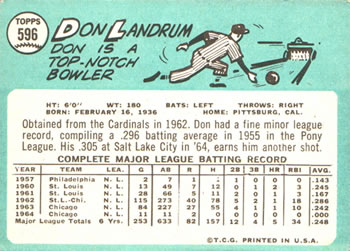 TOPPS
596
DON LANDRUM
DON IS A
TOP-NOTCH
BOWLER
HT: 6'0" WT: 180 BATS: LEFT THROWS: RIGHT
BORN: FEBRUARY 16, 1936 HOME: PITTSBURG, CAL.
Obtained from the Cardinals in 1962. Don had a fine minor league
record, compiling a .296 batting average in 1955 in the Pony
League. His .305 at Salt Lake City in '64, earns him another shot.
COMPLETE MAJOR LEAGUE BATTING RECORD
YEAR TEAM LEA. G AB R H 2B 3B HR RBI AVG.
1957 Philadelphia N. L. 2 7 1 1 1 0 0 0 .143
1960 St. Louis N. L. 13 49 7 12 0 1 2 3 .245
1961 St. Louis N. L. 28 66 5 11 2 0 1 3 .167
1962 St.L.-Chi. N. L. 115 273 40 78 5 2 1 18 .286
1963 Chicago N. L. 84 227 27 55 4 1 1 10 .242
1964 Chicago N. L. 11 11 2 0 0 0 0 0 .000
Major League Totals 6 Yrs. 253 633 82 157 12 4 5 34 .248
© T.C.G. PRINTED IN U.S.A.